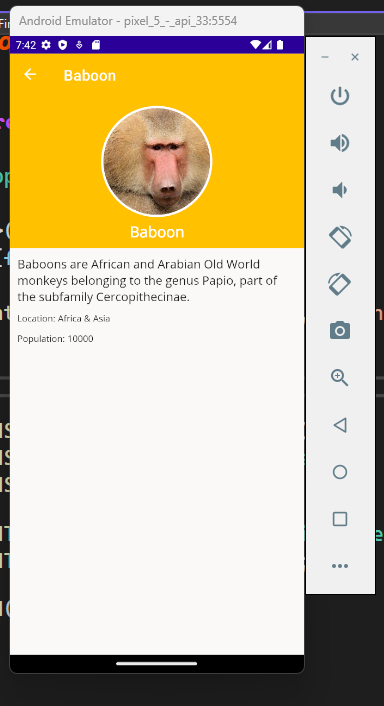 Android Emulator - pixel_5_-_api_33:5554
7:42
Baboon
Baboon
Baboons are African and Arabian Old World
monkeys belonging to the genus Papio, part of
the subfamily Cercopithecinae.
Location: Africa & Asia
Population: 10000